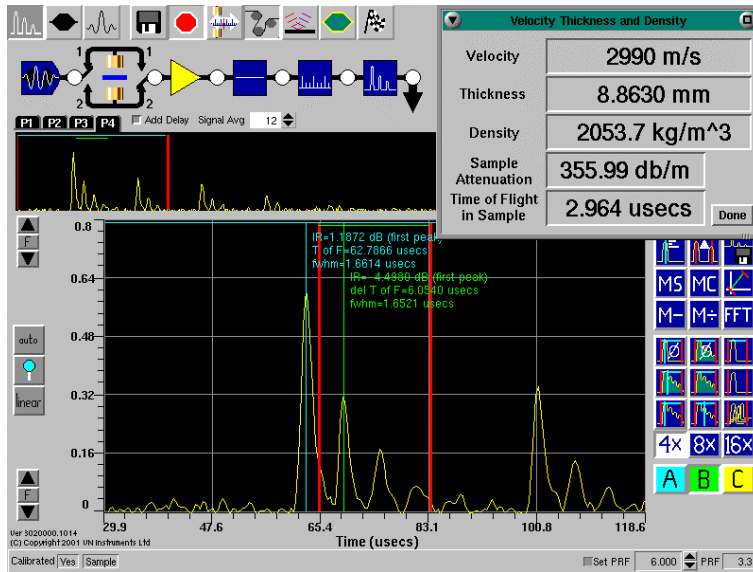 Velocity Thickness and Density
Velocity 2990 m/s
Thickness 8.8630 mm
Density 2053.7 kg/m^3
Sample Attenuation 355.99 db/m
Time of Flight in Sample 2.964 usecs
Done
1 1
2 2
P1 P2 P3 P4 Add Delay Signal Avg 12
F
0.8
0.64
0.48
0.32
0.16
0
IR=1.1872 dB (first peak)
T of F=62.7866 usecs
fwhm=1.6614 usecs
IR=-4.4980 dB (first peak)
del T of F=6.0540 usecs
fwhm=1.6521 usecs
auto
linear
F
29.9 47.6 65.4 83.1 100.8 118.6
Time (usecs)
MS MC
M- M÷ FFT
4x 8x 16x
A B C
Ver 3020000.1014
(C) Copyright 2001 VN Instruments Ltd
Calibrated Yes Sample
Set PRF 6.000 PRF 3.3